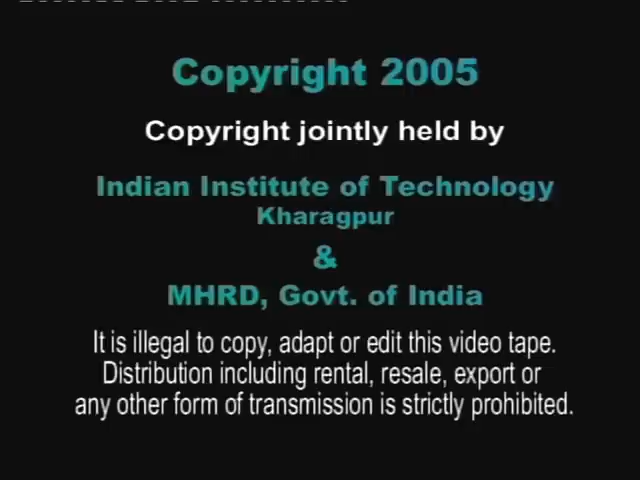 Copyright 2005
Copyright jointly held by
Indian Institute of Technology
Kharagpur
&
MHRD, Govt. of India
It is illegal to copy, adapt or edit this video tape.
Distribution including rental, resale, export or
any other form of transmission is strictly prohibited.